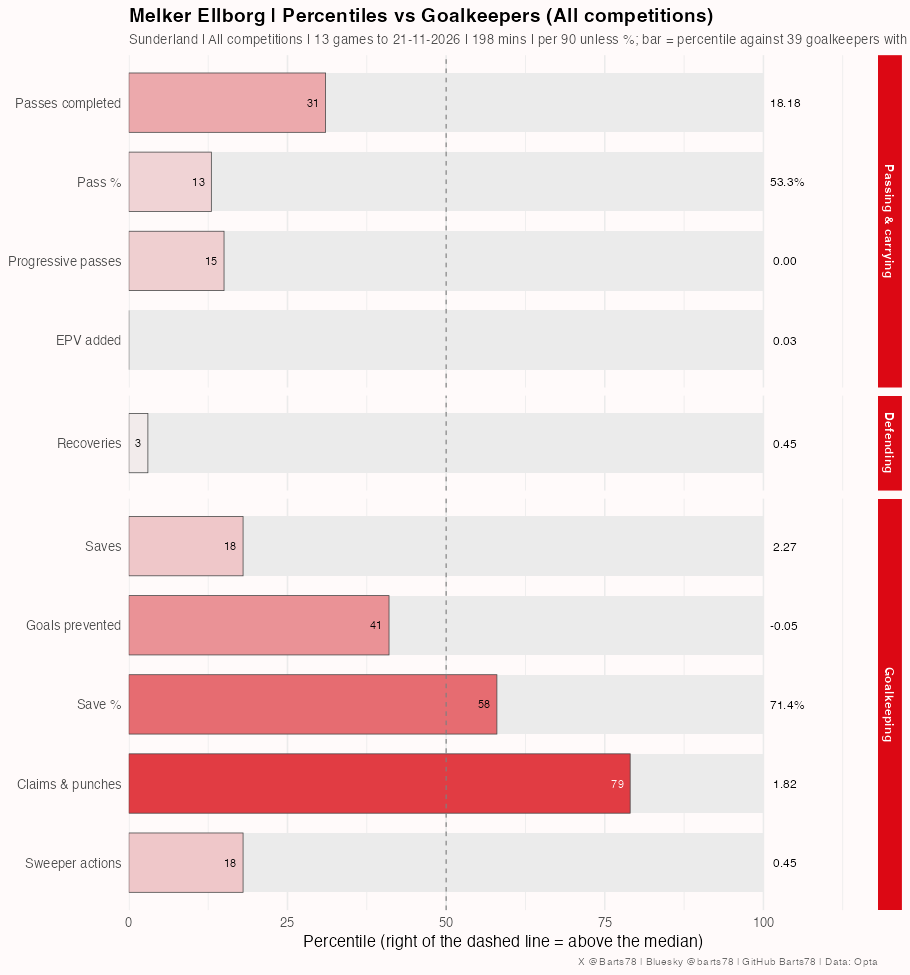 Melker Ellborg | Percentiles vs Goalkeepers (All competitions)
Sunderland | All competitions | 13 games to 21-11-2026 | 198 mins | per 90 unless %; bar = percentile against 39 goalkeepers with
Passes completed 31 18.18
Pass % 13 53.3%
Progressive passes 15 0.00
EPV added 0.03
Passing & carrying
Recoveries 3 0.45
Defending
Saves 18 2.27
Goals prevented 41 -0.05
Save % 58 71.4%
Claims & punches 79 1.82
Sweeper actions 18 0.45
Goalkeeping
0 25 50 75 100
Percentile (right of the dashed line = above the median)
X @Barts78 | Bluesky @barts78 | GitHub Barts78 | Data: Opta